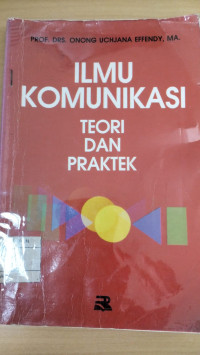 PROF. DRS. ONONG UCHJANA EFFENDY, MA.
ILMU
KOMUNIKASI
TEORI
DAN
PRAKTEK